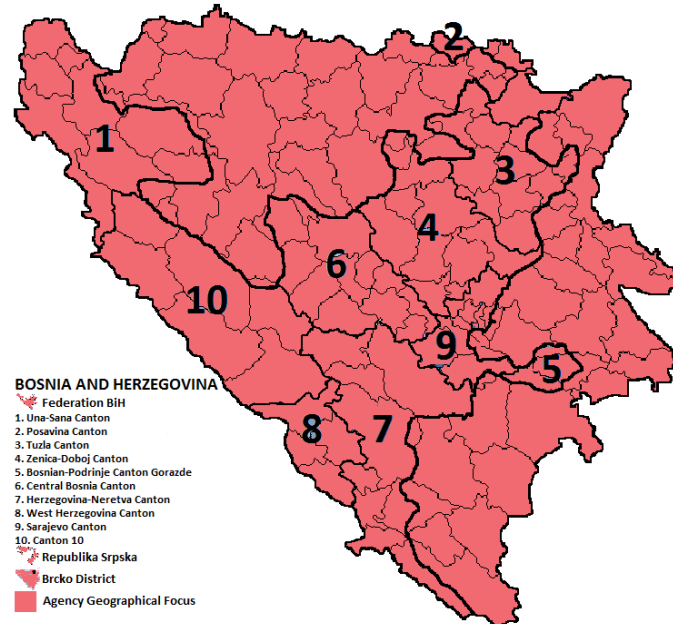 2
1
3
4
6
10
9
5
8
7
BOSNIA AND HERZEGOVINA
Federation BiH
1. Una-Sana Canton
2. Posavina Canton
3. Tuzla Canton
4. Zenica-Doboj Canton
5. Bosnian-Podrinje Canton Gorazde
6. Central Bosnia Canton
7. Herzegovina-Neretva Canton
8. West Herzegovina Canton
9. Sarajevo Canton
10. Canton 10
Republika Srpska
Brcko District
Agency Geographical Focus